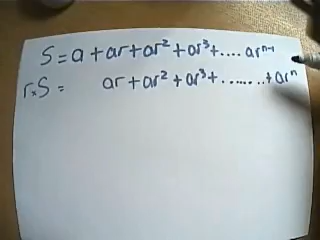 S = a + ar + ar² + ar³ + .... arⁿ⁻¹
r×S = ar + ar² + ar³ + ....... + arⁿ